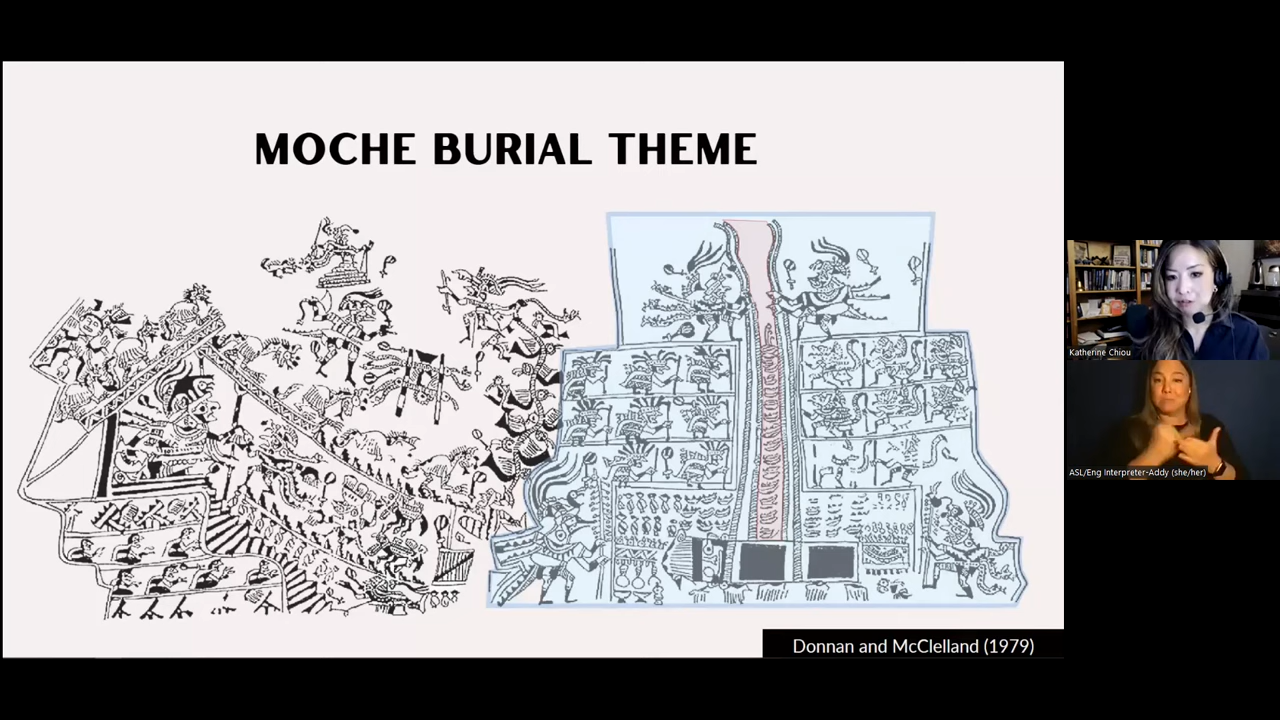 MOCHE BURIAL THEME
Donnan and McClelland (1979)
Katherine Chiou
ASL/Eng Interpreter-Addy (she/her)